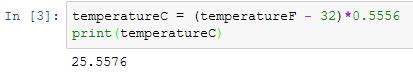 In [3]: temperatureC = (temperatureF - 32)*0.5556
print(temperatureC)
25.5576